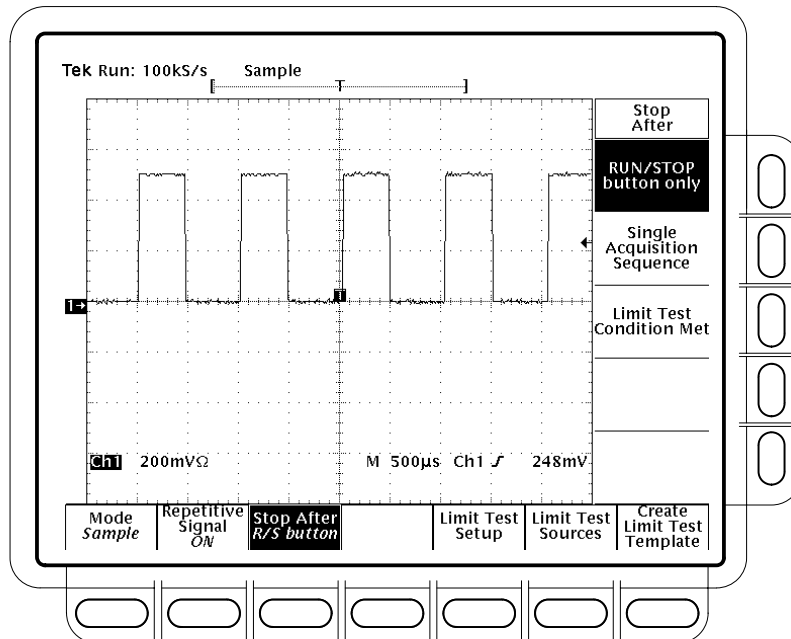 Tek Run: 100kS/s Sample
[ T ]
Stop
After
RUN/STOP
button only
Single
Acquisition
Sequence
Limit Test
Condition Met
T
1→
Ch1 200mVΩ M 500µs Ch1 ƒ 248mV
Mode
Sample
Repetitive
Signal
ON
Stop After
R/S button
Limit Test
Setup
Limit Test
Sources
Create
Limit Test
Template